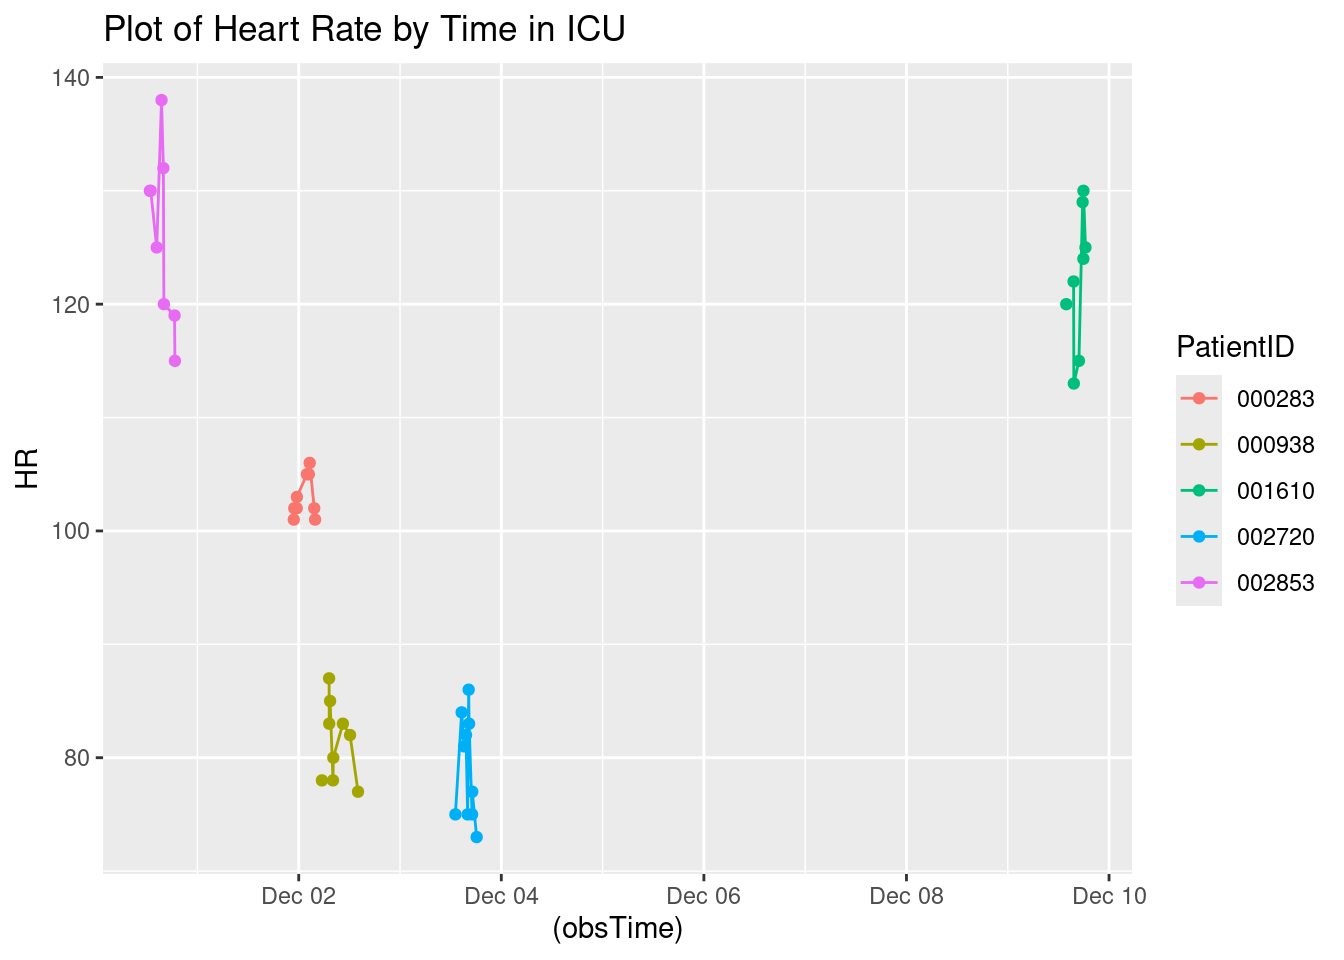 Plot of Heart Rate by Time in ICU
140
120
100
80
HR
Dec 02 Dec 04 Dec 06 Dec 08 Dec 10
(obsTime)
PatientID
000283
000938
001610
002720
002853